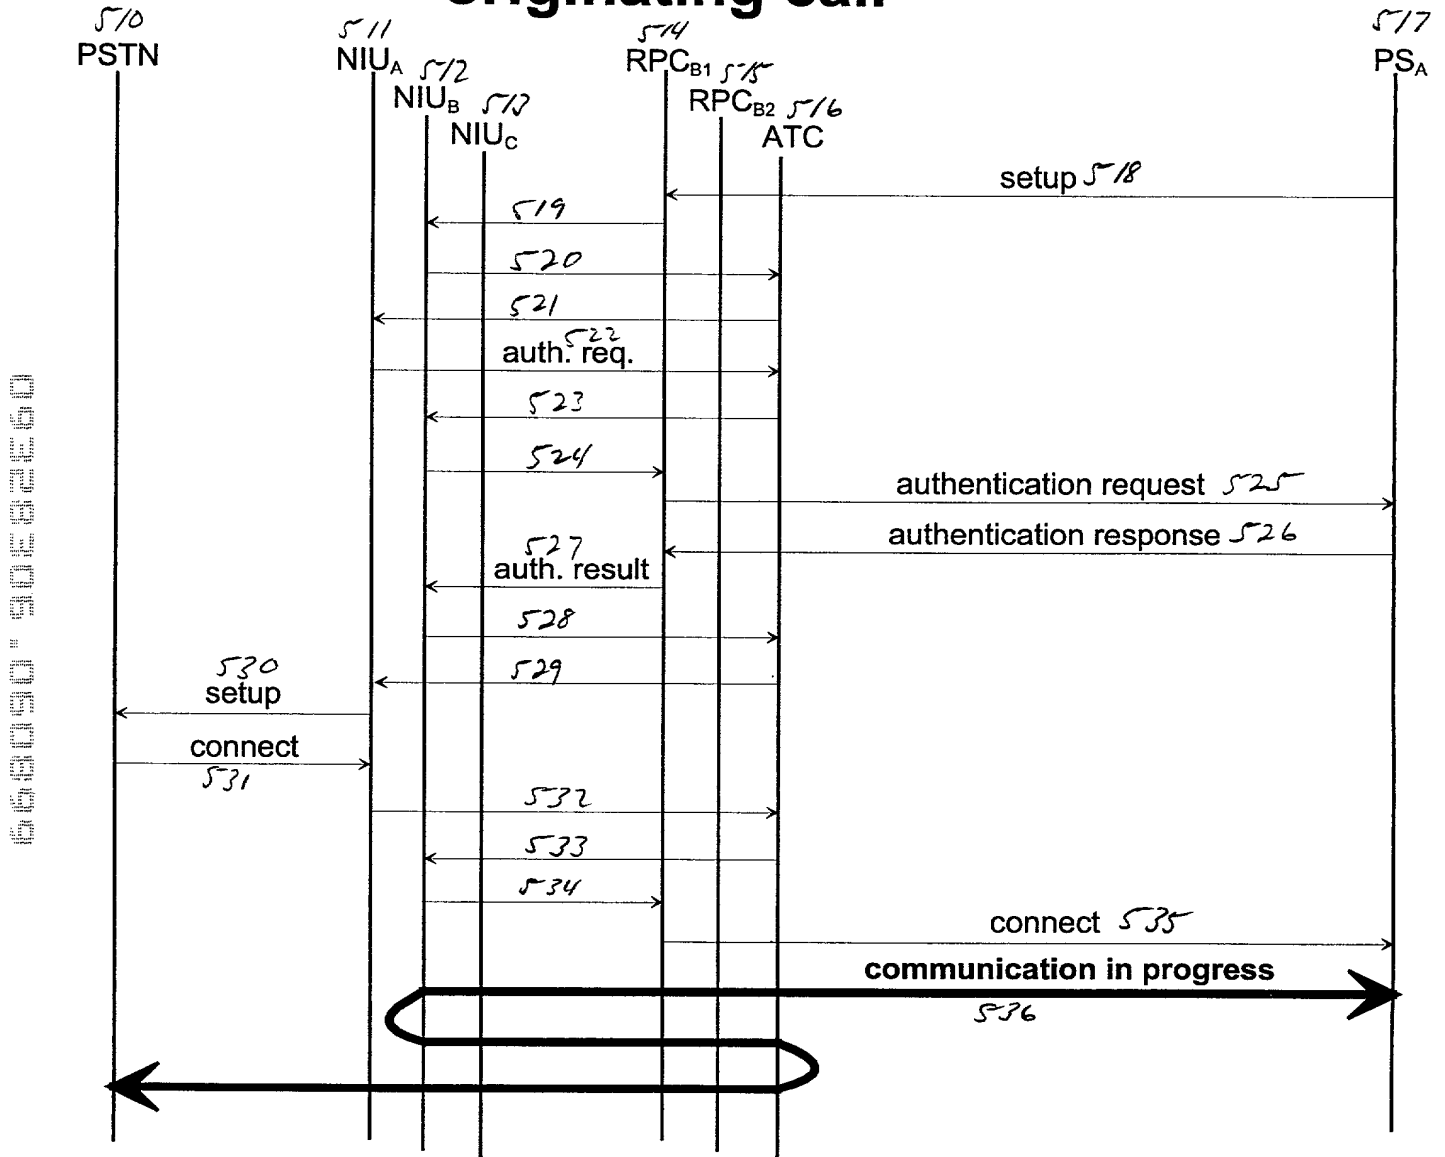 originating call
510
PSTN
511
NIUA
512
NIUB
513
NIUC
514
RPCB1
515
RPCB2
516
ATC
517
PSA
setup 518
519
520
521
522
auth. req.
523
524
authentication request 525
authentication response 526
527
auth. result
528
529
530
setup
connect
531
532
533
534
connect 535
communication in progress
536